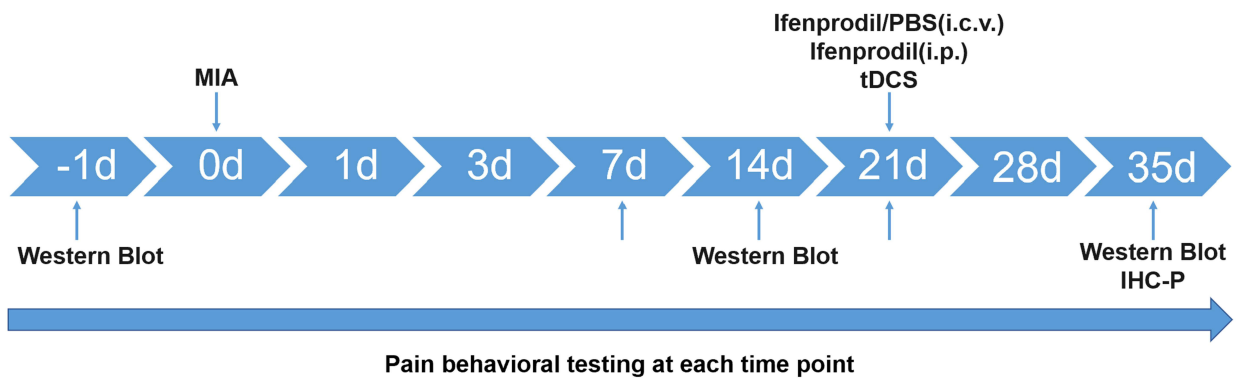 Ifenprodil/PBS(i.c.v.)
Ifenprodil(i.p.)
tDCS
MIA
-1d 0d 1d 3d 7d 14d 21d 28d 35d
Western Blot Western Blot Western Blot
IHC-P
Pain behavioral testing at each time point